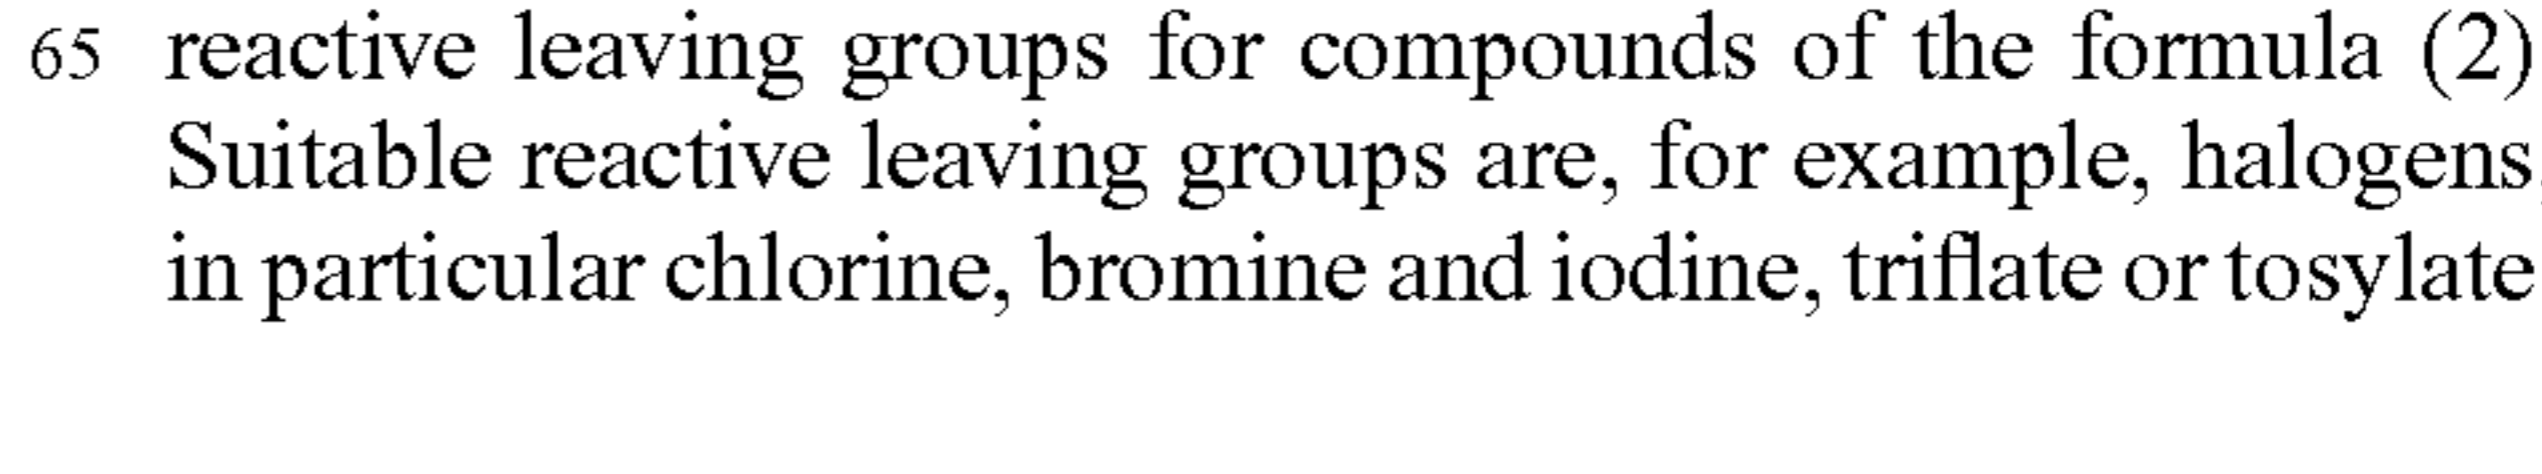 65 reactive leaving groups for compounds of the formula (2)
Suitable reactive leaving groups are, for example, halogens,
in particular chlorine, bromine and iodine, triflate or tosylate